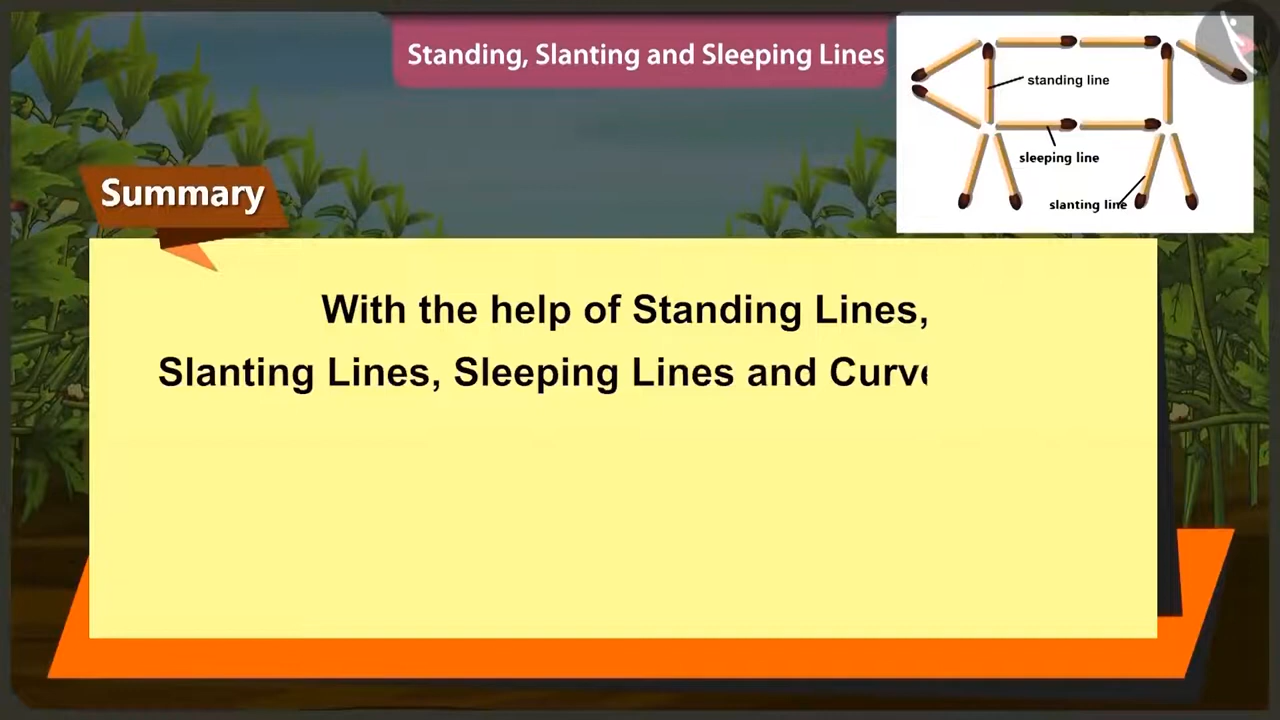 Standing, Slanting and Sleeping Lines
standing line
sleeping line
slanting line
Summary
With the help of Standing Lines,
Slanting Lines, Sleeping Lines and